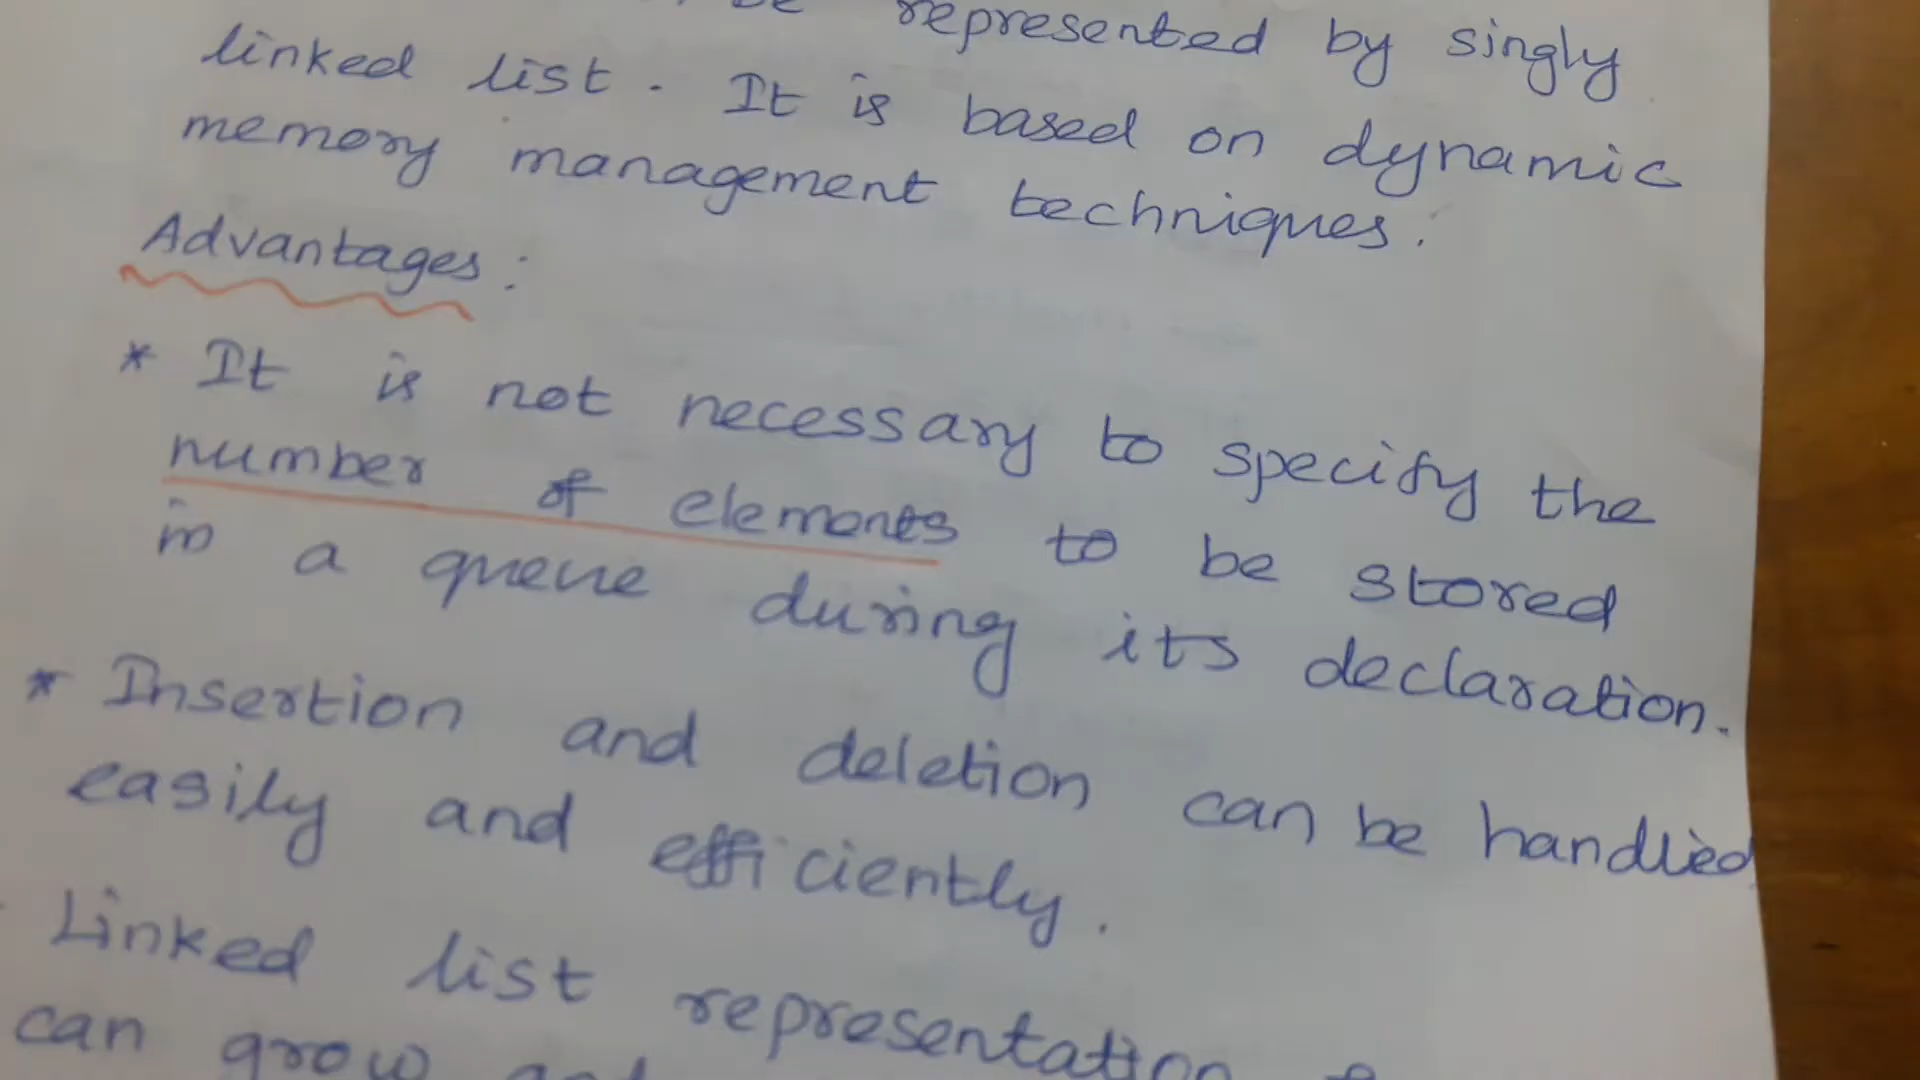 be represented by singly
linked list. It is based on dynamic
memory management techniques.
Advantages:
* It is not necessary to specify the
number of elements to be stored
in a queue during its declaration.
* Insertion and deletion can be handled
easily and efficiently.
Linked list representation
can grow